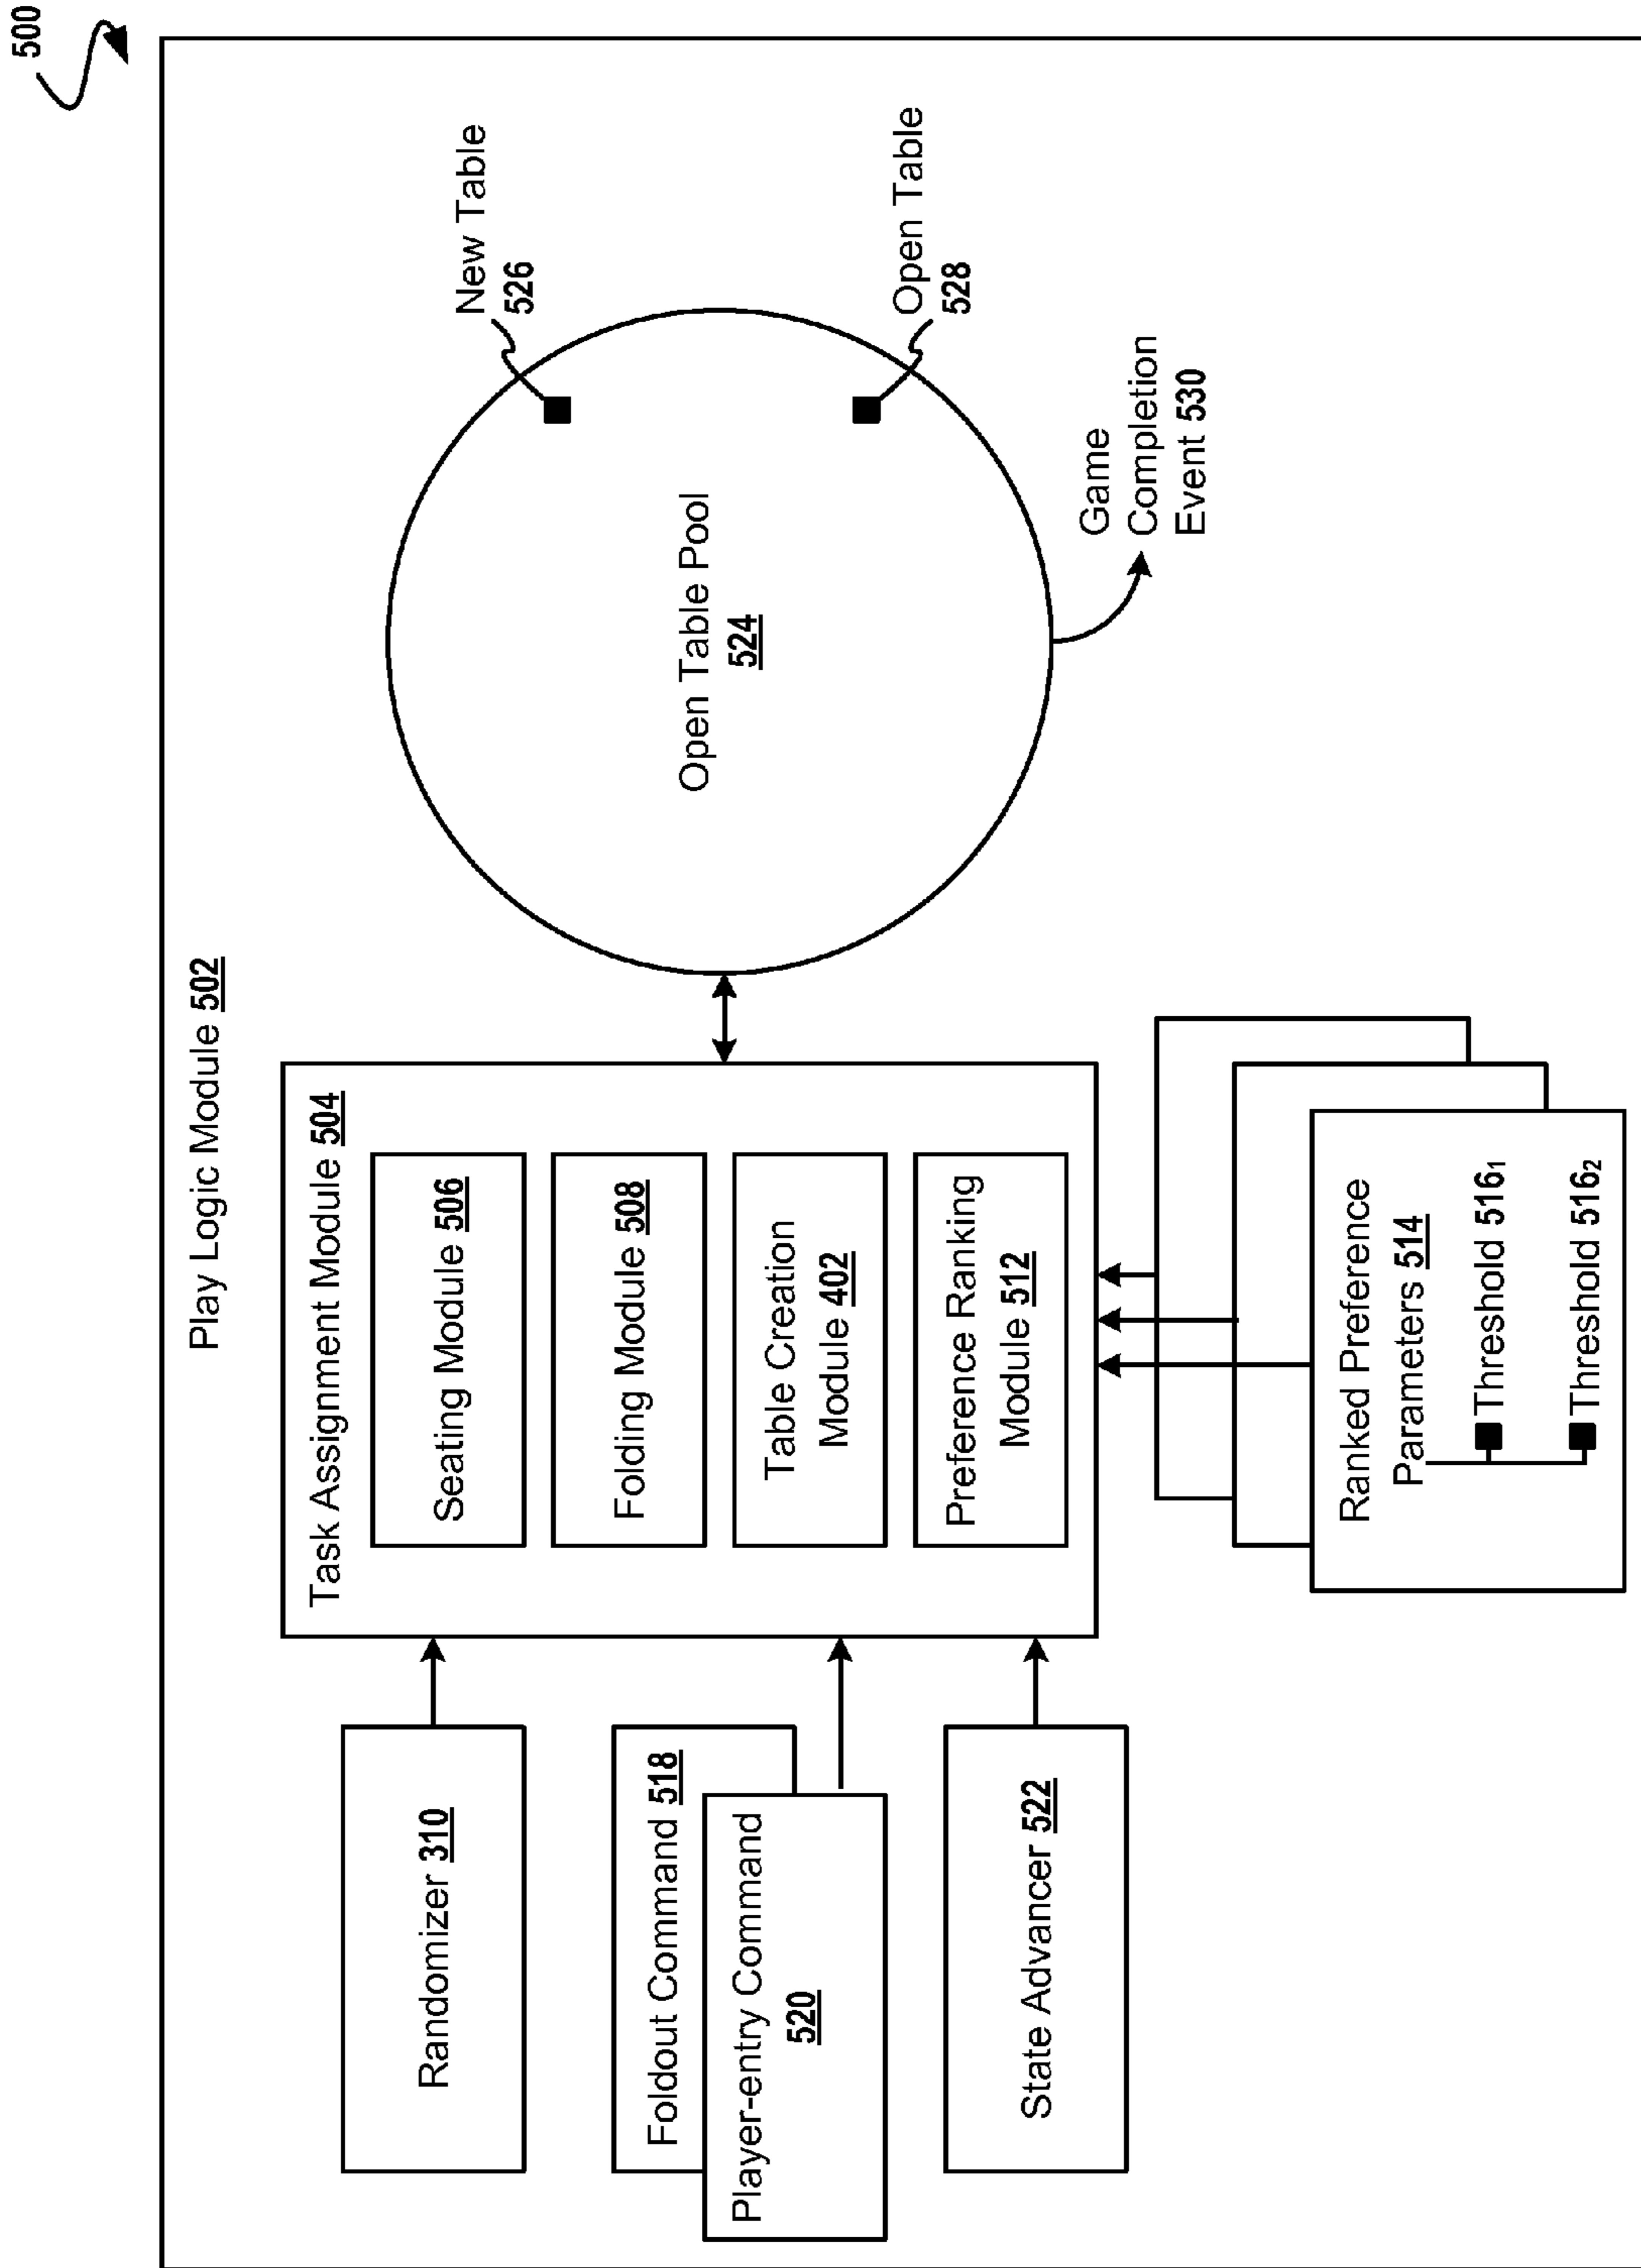 500
Play Logic Module 502
Randomizer 310
Foldout Command 518
Player-entry Command
520
State Advancer 522
Task Assignment Module 504
Seating Module 506
Folding Module 508
Table Creation
Module 402
Preference Ranking
Module 512
Ranked Preference
Parameters 514
Threshold 516₁
Threshold 516₂
Open Table Pool
524
New Table
526
Open Table
528
Game
Completion
Event 530